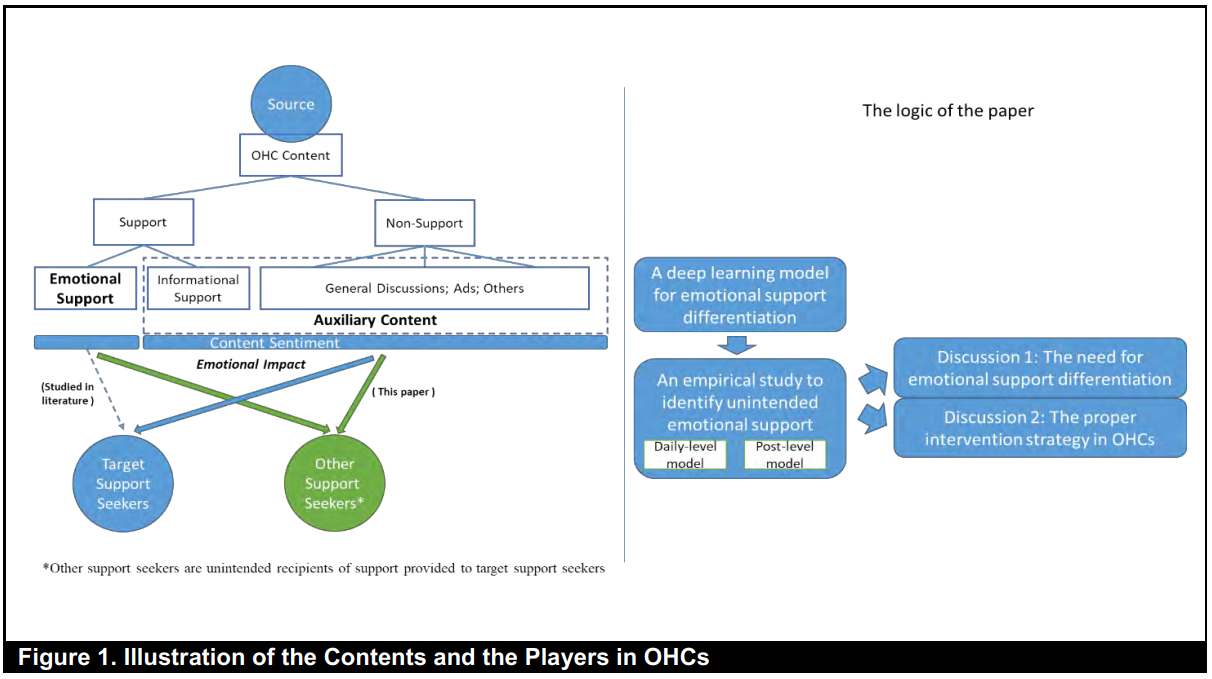 Source
OHC Content
Support
Non-Support
Emotional
Support
Informational
Support
General Discussions; Ads; Others
Auxiliary Content
Content Sentiment
Emotional Impact
(Studied in
literature )
( This paper )
Target
Support
Seekers
Other
Support
Seekers*
*Other support seekers are unintended recipients of support provided to target support seekers
The logic of the paper
A deep learning model
for emotional support
differentiation
An empirical study to
identify unintended
emotional support
Daily-level
model
Post-level
model
Discussion 1: The need for
emotional support differentiation
Discussion 2: The proper
intervention strategy in OHCs
Figure 1. Illustration of the Contents and the Players in OHCs